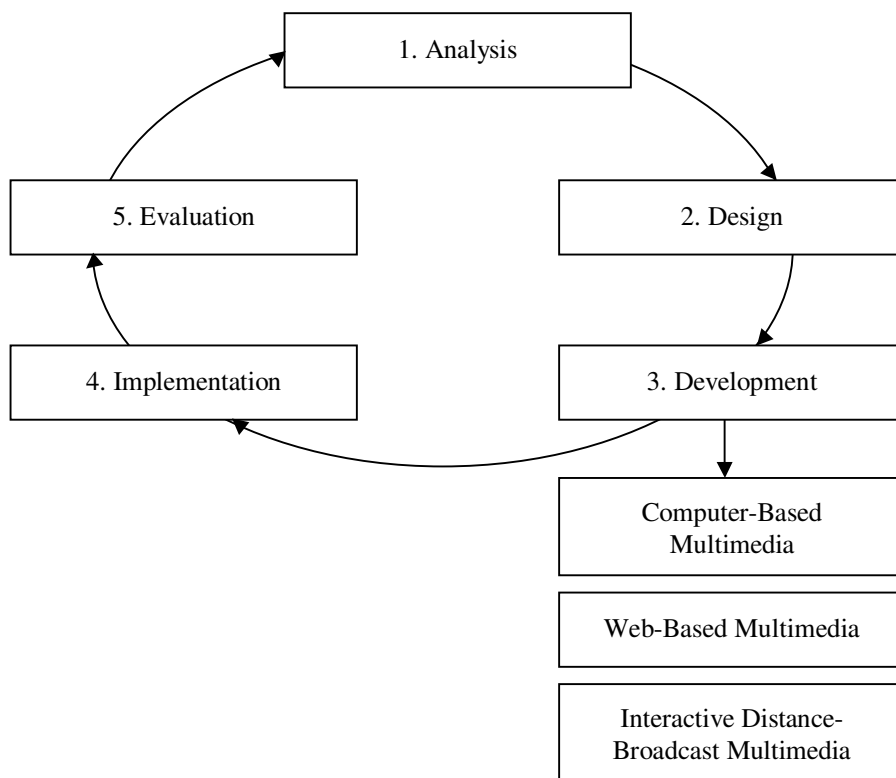 1. Analysis
2. Design
3. Development
4. Implementation
5. Evaluation
Computer-Based
Multimedia
Web-Based Multimedia
Interactive Distance-
Broadcast Multimedia